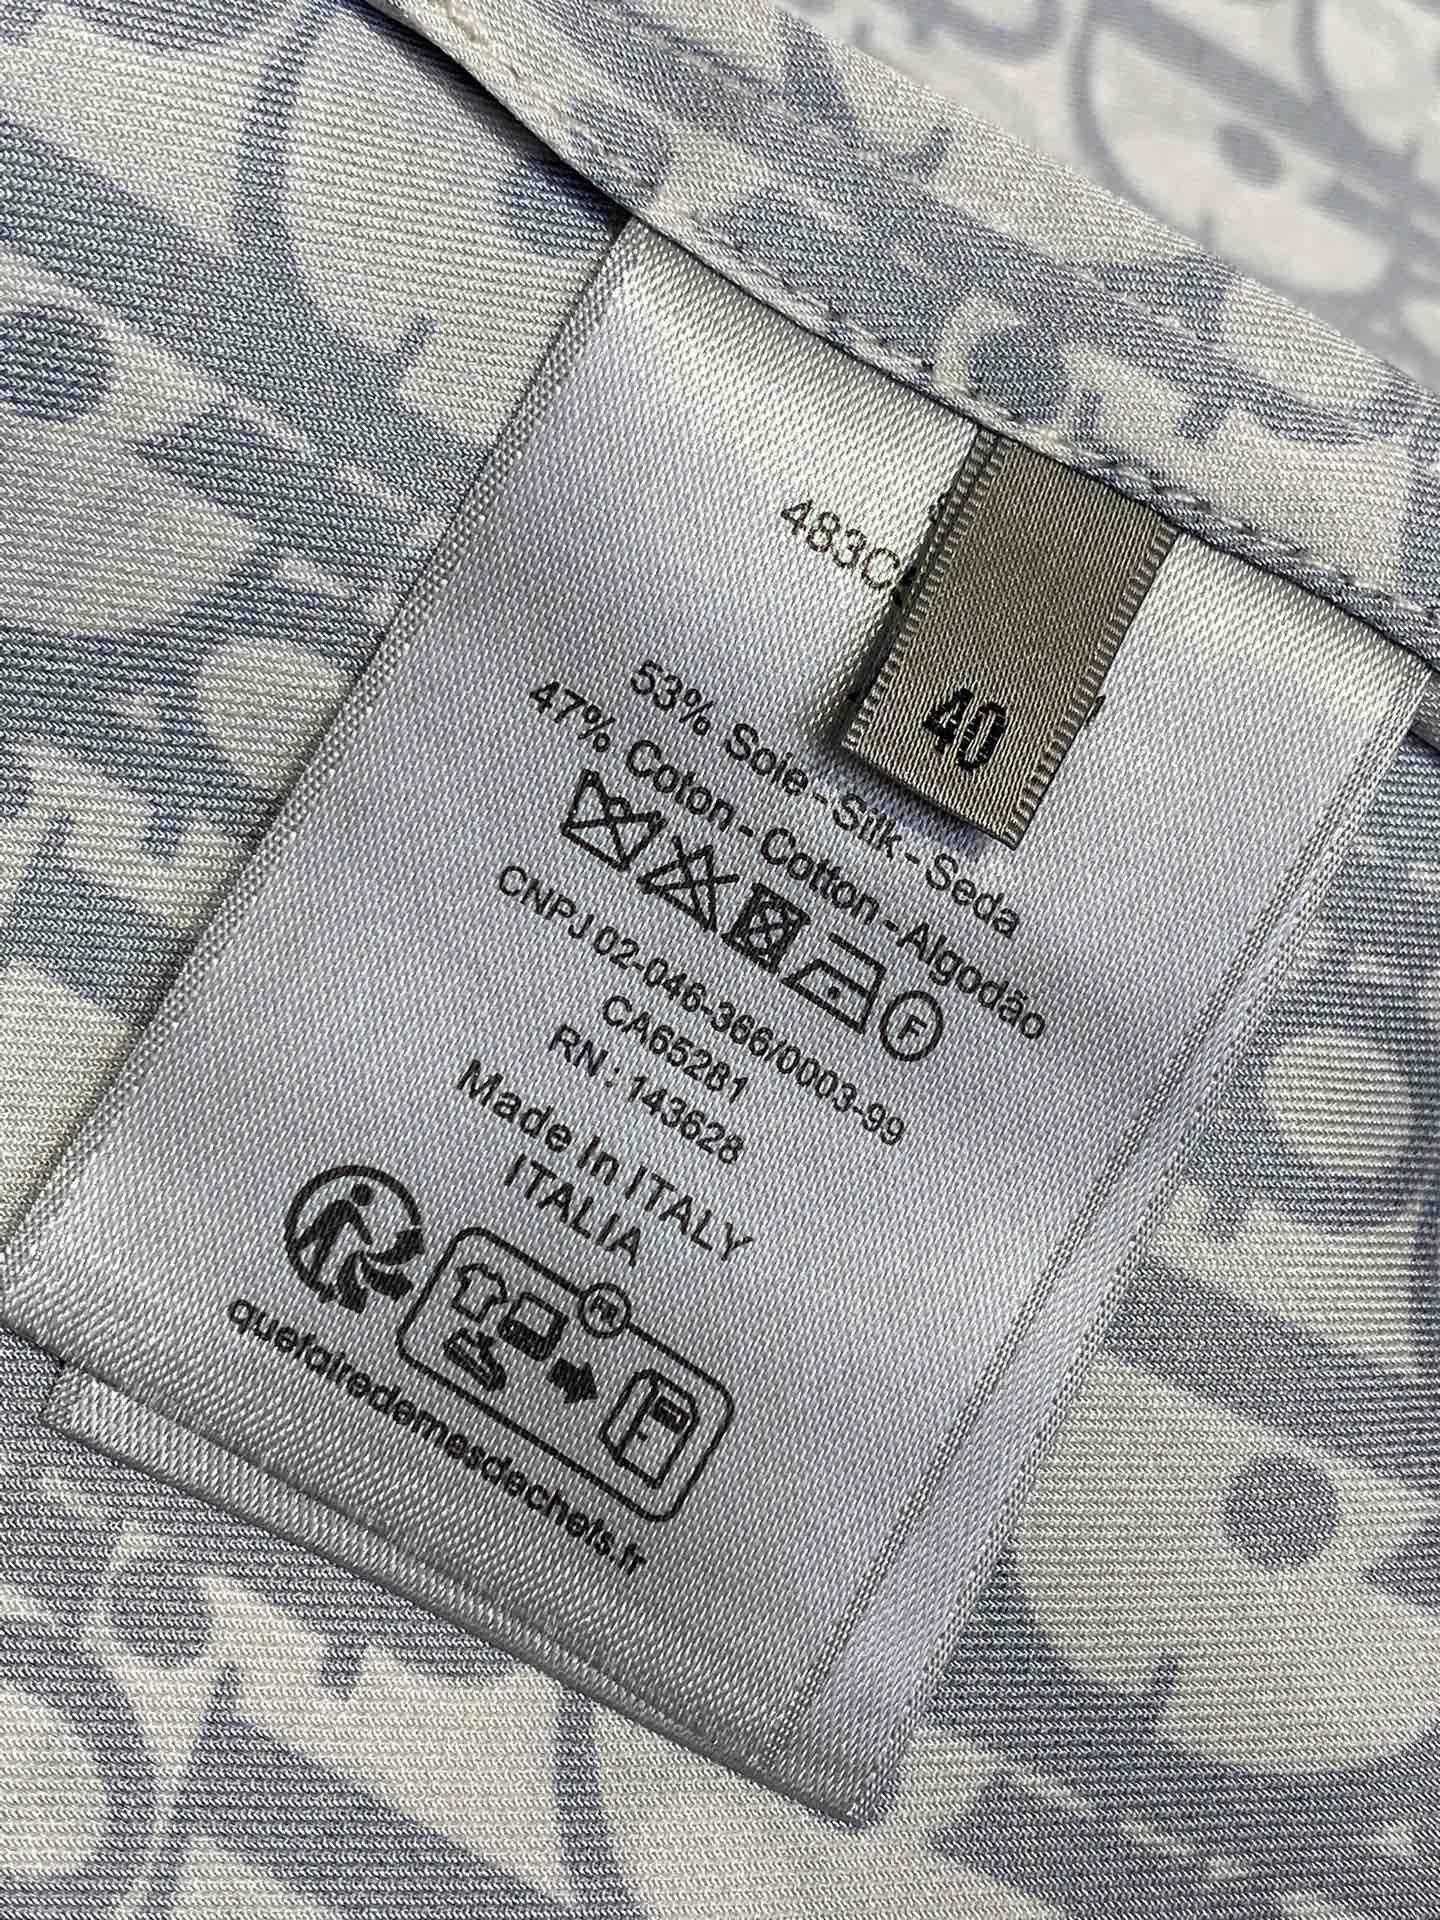 40
53% Soie - Silk - Seda
47% Coton - Cotton - Algodão
F
CNPJ 02-046-366/0003-99
CA65281
RN : 143628
Made In ITALY
ITALIA
FR
quefairedemesdechets.fr